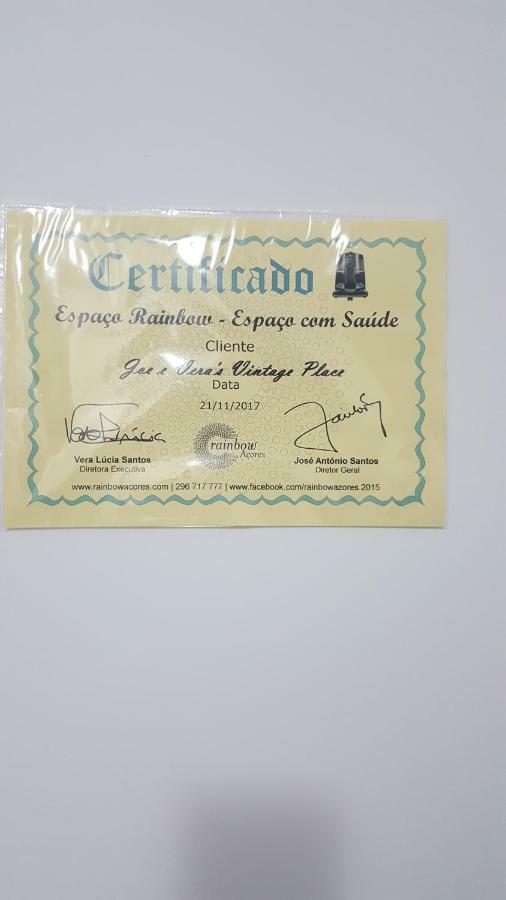 Certificado
Espaço Rainbow - Espaço com Saúde
Cliente
Joe e Vera's Vintage Place
Data
21/11/2017
rainbow
Açores
Vera Lúcia Santos
Diretora Executiva
José António Santos
Diretor Geral
www.rainbowacores.com | 296 717 777 | www.facebook.com/rainbowazores.2015